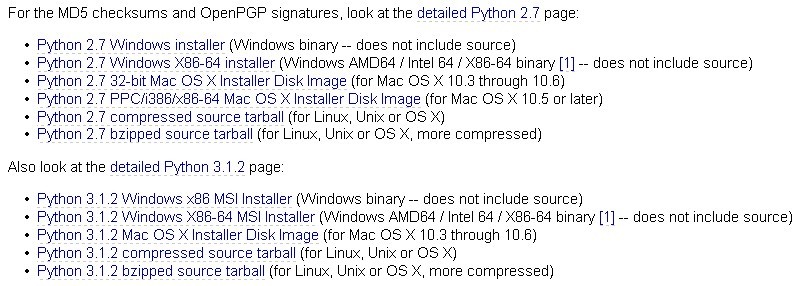 For the MD5 checksums and OpenPGP signatures, look at the detailed Python 2.7 page:
• Python 2.7 Windows installer (Windows binary -- does not include source)
• Python 2.7 Windows X86-64 installer (Windows AMD64 / Intel 64 / X86-64 binary [1] -- does not include source)
• Python 2.7 32-bit Mac OS X Installer Disk Image (for Mac OS X 10.3 through 10.6)
• Python 2.7 PPC/i386/x86-64 Mac OS X Installer Disk Image (for Mac OS X 10.5 or later)
• Python 2.7 compressed source tarball (for Linux, Unix or OS X)
• Python 2.7 bzipped source tarball (for Linux, Unix or OS X, more compressed)
Also look at the detailed Python 3.1.2 page:
• Python 3.1.2 Windows x86 MSI Installer (Windows binary -- does not include source)
• Python 3.1.2 Windows X86-64 MSI Installer (Windows AMD64 / Intel 64 / X86-64 binary [1] -- does not include source)
• Python 3.1.2 Mac OS X Installer Disk Image (for Mac OS X 10.3 through 10.6)
• Python 3.1.2 compressed source tarball (for Linux, Unix or OS X)
• Python 3.1.2 bzipped source tarball (for Linux, Unix or OS X, more compressed)